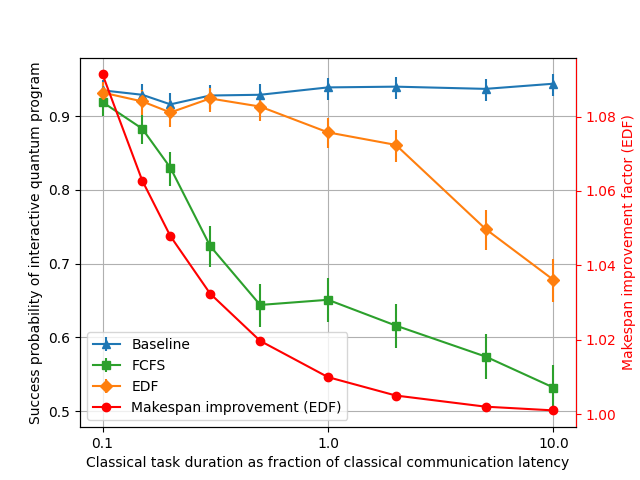 Success probability of interactive quantum program
0.9
0.8
0.7
0.6
0.5
Baseline
FCFS
EDF
Makespan improvement (EDF)
0.1
1.0
10.0
Classical task duration as fraction of classical communication latency
1.08
1.06
1.04
1.02
1.00
Makespan improvement factor (EDF)